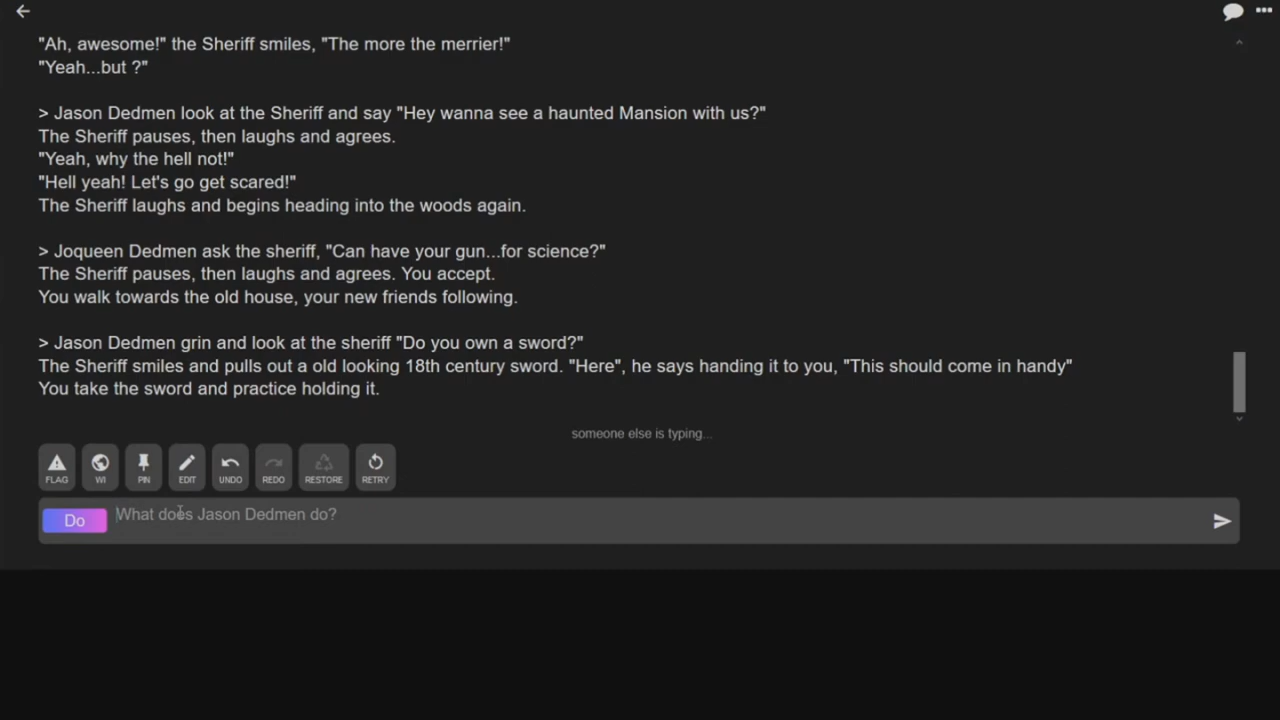 "Ah, awesome!" the Sheriff smiles, "The more the merrier!"
"Yeah...but ?"
> Jason Dedmen look at the Sheriff and say "Hey wanna see a haunted Mansion with us?"
The Sheriff pauses, then laughs and agrees.
"Yeah, why the hell not!"
"Hell yeah! Let's go get scared!"
The Sheriff laughs and begins heading into the woods again.
> Joqueen Dedmen ask the sheriff, "Can have your gun...for science?"
The Sheriff pauses, then laughs and agrees. You accept.
You walk towards the old house, your new friends following.
> Jason Dedmen grin and look at the sheriff "Do you own a sword?"
The Sheriff smiles and pulls out a old looking 18th century sword. "Here", he says handing it to you, "This should come in handy"
You take the sword and practice holding it.
someone else is typing...
FLAG WI PIN EDIT UNDO REDO RESTORE RETRY
Do What does Jason Dedmen do?